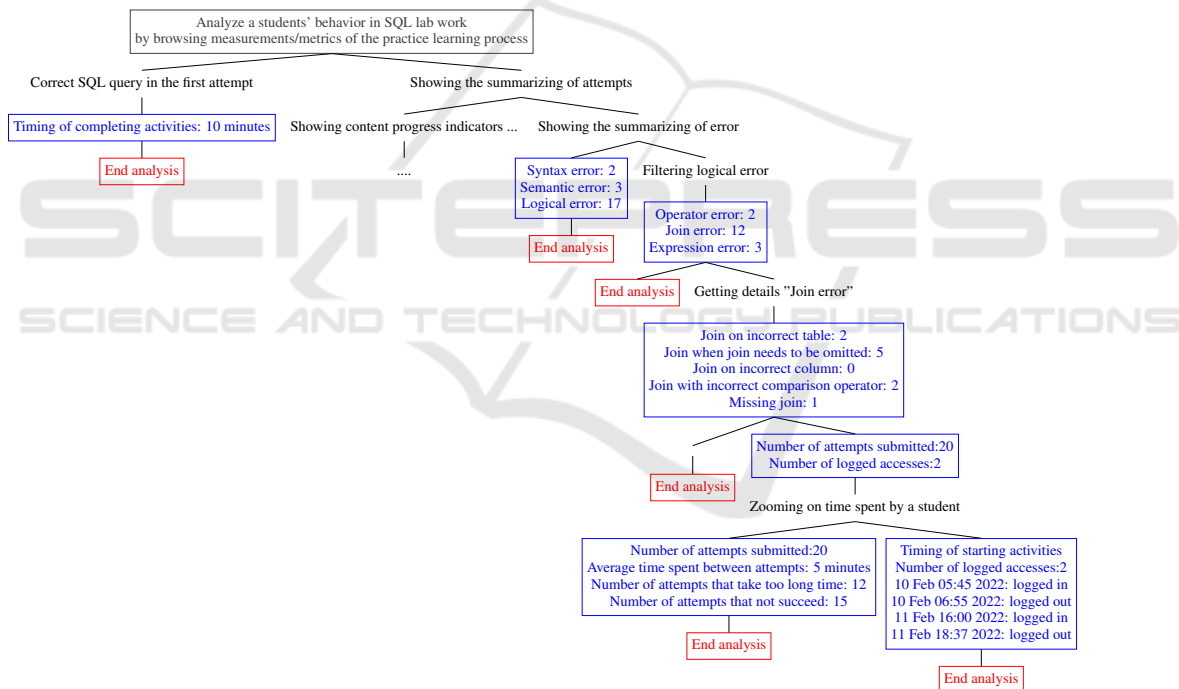 Analyze a students' behavior in SQL lab work
by browsing measurements/metrics of the practice learning process
Correct SQL query in the first attempt
Showing the summarizing of attempts
Timing of completing activities: 10 minutes
Showing content progress indicators ...
Showing the summarizing of error
End analysis
....
Syntax error: 2
Semantic error: 3
Logical error: 17
Filtering logical error
End analysis
Operator error: 2
Join error: 12
Expression error: 3
End analysis
Getting details "Join error"
Join on incorrect table: 2
Join when join needs to be omitted: 5
Join on incorrect column: 0
Join with incorrect comparison operator: 2
Missing join: 1
End analysis
Number of attempts submitted:20
Number of logged accesses:2
Zooming on time spent by a student
Number of attempts submitted:20
Average time spent between attempts: 5 minutes
Number of attempts that take too long time: 12
Number of attempts that not succeed: 15
End analysis
Timing of starting activities
Number of logged accesses:2
10 Feb 05:45 2022: logged in
10 Feb 06:55 2022: logged out
11 Feb 16:00 2022: logged in
11 Feb 18:37 2022: logged out
End analysis
SCITEPRESS
SCIENCE AND TECHNOLOGY PUBLICATIONS